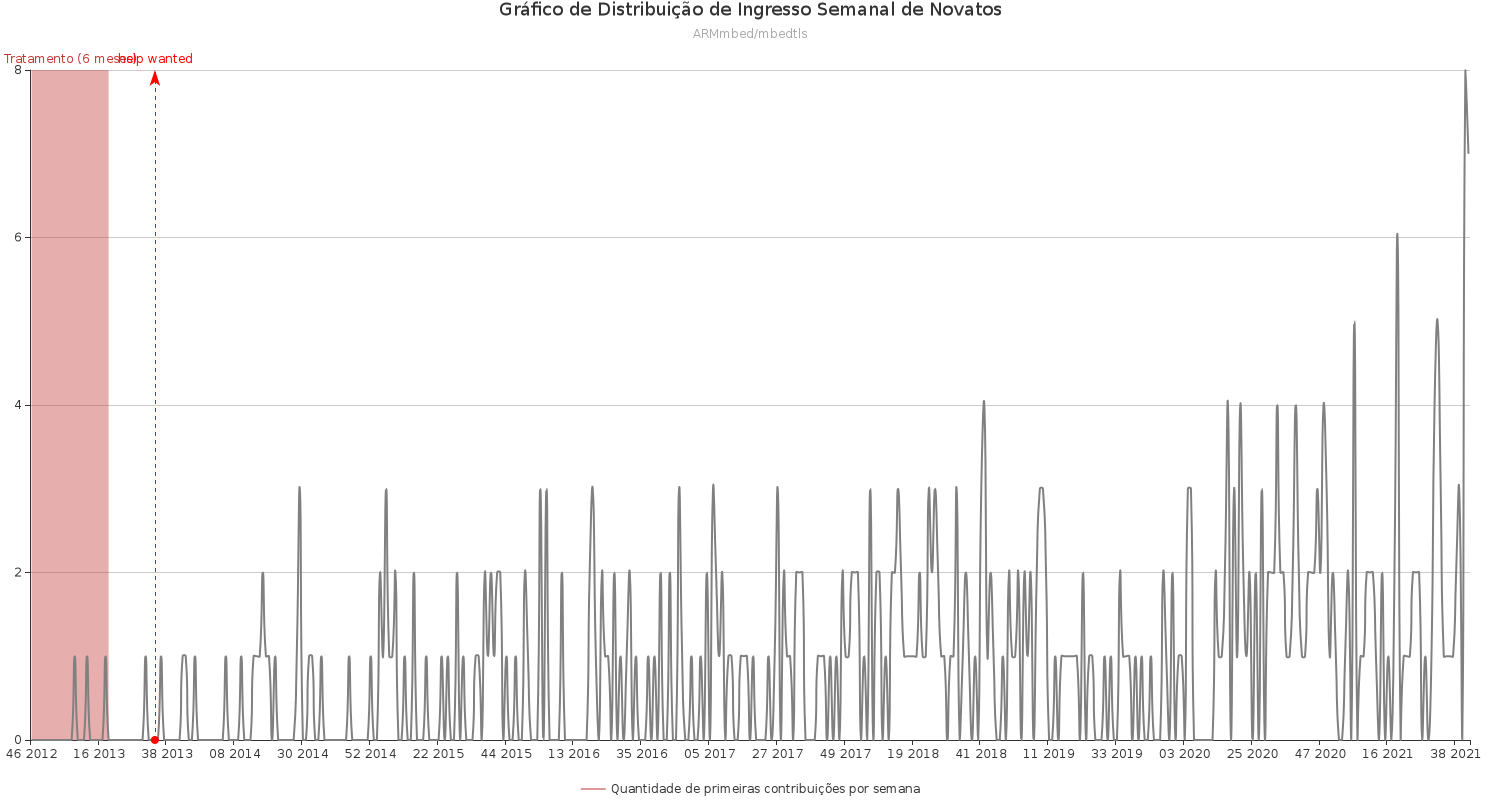 Gráfico de Distribuição de Ingresso Semanal de Novatos
ARMmbed/mbedtls
Tratamento (6 meses)
help wanted
8
6
4
2
0
46 2012 16 2013 38 2013 08 2014 30 2014 52 2014 22 2015 44 2015 13 2016 35 2016 05 2017 27 2017 49 2017 19 2018 41 2018 11 2019 33 2019 03 2020 25 2020 47 2020 16 2021 38 2021
Quantidade de primeiras contribuições por semana